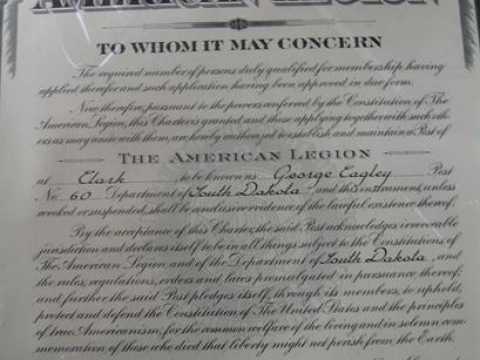 AMERICAN LEGION
TO WHOM IT MAY CONCERN
The required number of persons duly qualified for membership having
applied therefor and such application having been approved in due form,
Now therefore, pursuant to the powers conferred by the Constitution of The
American Legion, this Charter is granted, and those applying together with such oth-
ers as may unite with them, are hereby authorized to establish and maintain a Post of
THE AMERICAN LEGION
at Clark to be known as George Eagley Post
No. 60 Department of South Dakota and this instrument, unless
revoked or suspended, shall be conclusive evidence of the lawful existence thereof.
By the acceptance of this Charter, the said Post acknowledges irrevocable
jurisdiction and declares itself to be in all things subject to the Constitutions of
The American Legion and of the Department of South Dakota, and
the rules, regulations, orders and laws promulgated in pursuance thereof;
and further, the said Post pledges itself, through its members, to uphold,
protect and defend the Constitution of The United States and the principles
of true Americanism, for the common welfare of the living and in solemn com-
memoration of those who died that liberty might not perish from the Earth.